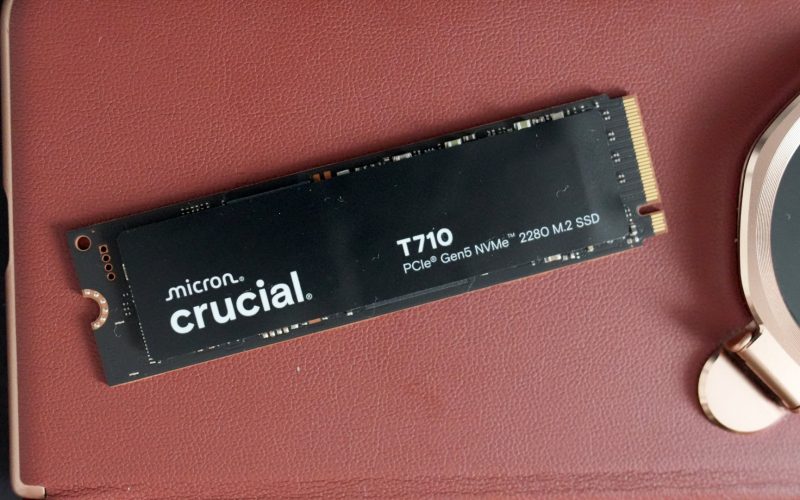 micron®
crucial®
T710
PCIe® Gen5 NVMe™ 2280 M.2 SSD